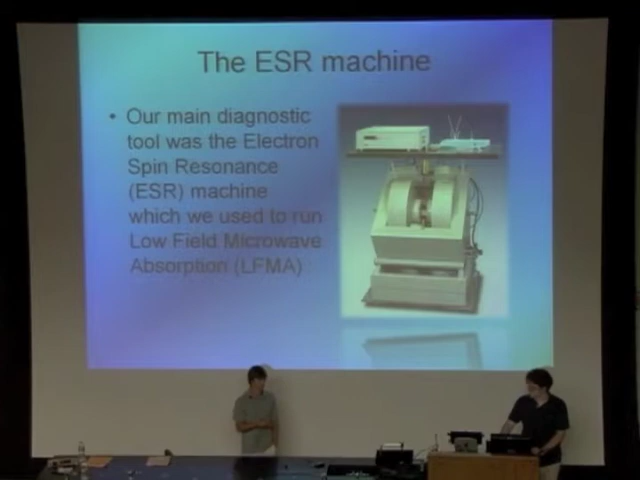 The ESR machine
• Our main diagnostic
tool was the Electron
Spin Resonance
(ESR) machine
which we used to run
Low Field Microwave
Absorption (LFMA)